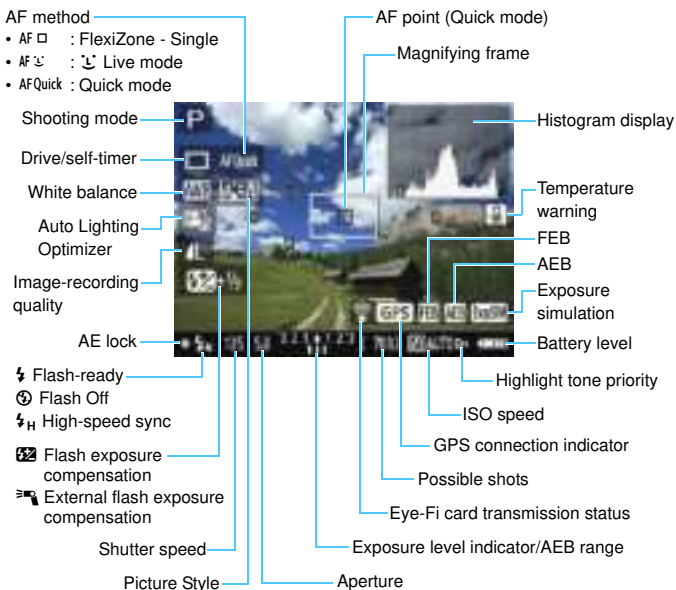 AF method
• AF □ : FlexiZone - Single
• AF : Live mode
• AFQuick : Quick mode
Shooting mode
Drive/self-timer
White balance
Auto Lighting
Optimizer
Image-recording
quality
AE lock
Flash-ready
Flash Off
H High-speed sync
Flash exposure
compensation
External flash exposure
compensation
Shutter speed
Picture Style
AF point (Quick mode)
Magnifying frame
Histogram display
Temperature
warning
FEB
AEB
Exposure
simulation
Battery level
Highlight tone priority
ISO speed
GPS connection indicator
Possible shots
Eye-Fi card transmission status
Exposure level indicator/AEB range
Aperture
P
GPS FEB AEB